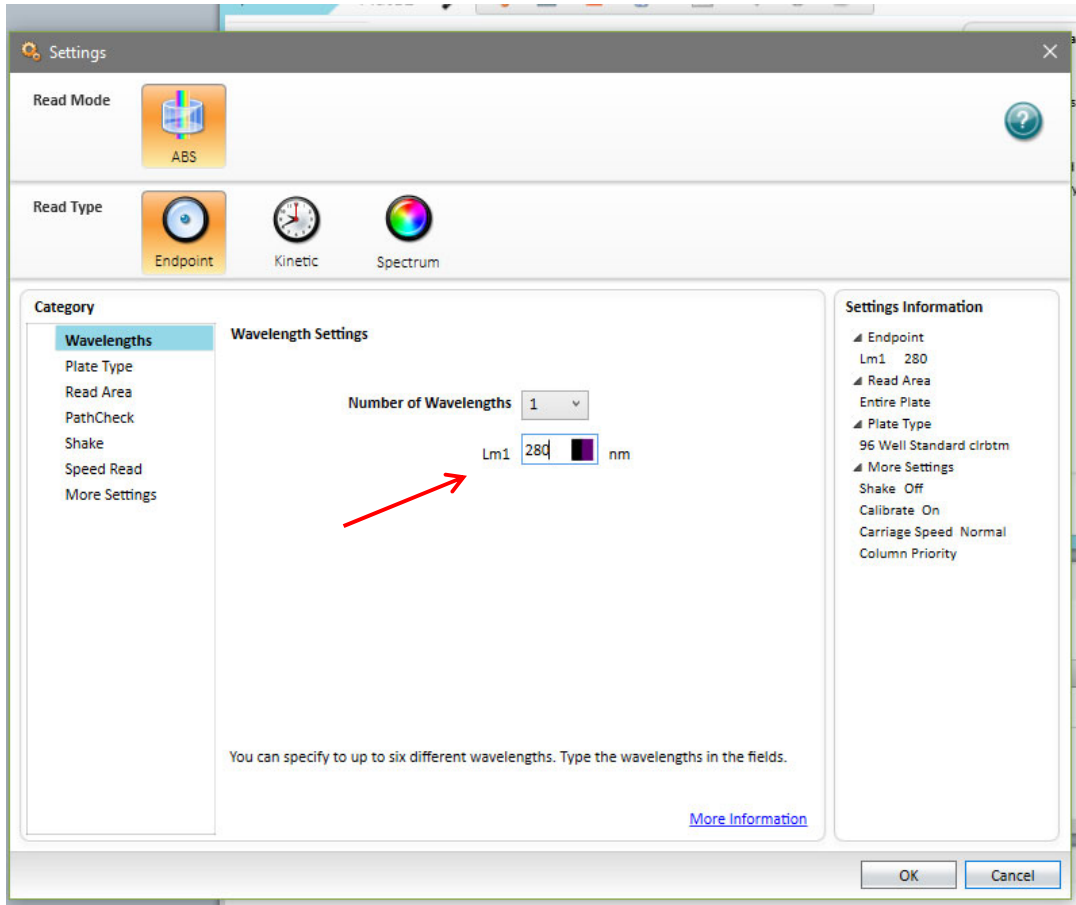 Settings
Read Mode
ABS
Read Type
Endpoint
Kinetic
Spectrum
Category
Wavelengths
Plate Type
Read Area
PathCheck
Shake
Speed Read
More Settings
Wavelength Settings
Number of Wavelengths 1
Lm1 280 nm
You can specify to up to six different wavelengths. Type the wavelengths in the fields.
More Information
Settings Information
Endpoint
Lm1 280
Read Area
Entire Plate
Plate Type
96 Well Standard clrbtm
More Settings
Shake Off
Calibrate On
Carriage Speed Normal
Column Priority
OK
Cancel